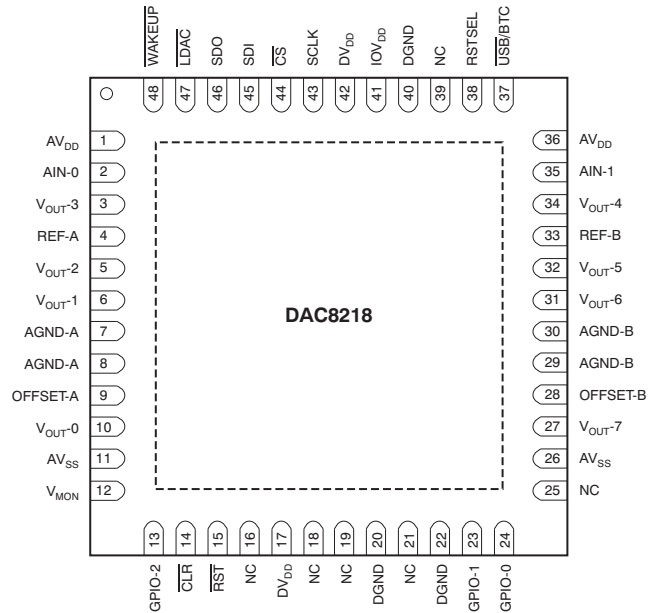 WAKEUP
LDAC
SDO
SDI
CS
SCLK
DVDD
IOVDD
DGND
NC
RSTSEL
USB/BTC
48
47
46
45
44
43
42
41
40
39
38
37
AVDD 1
36 AVDD
AIN-0 2
35 AIN-1
VOUT-3 3
34 VOUT-4
REF-A 4
33 REF-B
VOUT-2 5
32 VOUT-5
VOUT-1 6
31 VOUT-6
DAC8218
AGND-A 7
30 AGND-B
AGND-A 8
29 AGND-B
OFFSET-A 9
28 OFFSET-B
VOUT-0 10
27 VOUT-7
AVSS 11
26 AVSS
VMON 12
25 NC
13
14
15
16
17
18
19
20
21
22
23
24
GPIO-2
CLR
RST
NC
DVDD
NC
NC
DGND
NC
DGND
GPIO-1
GPIO-0